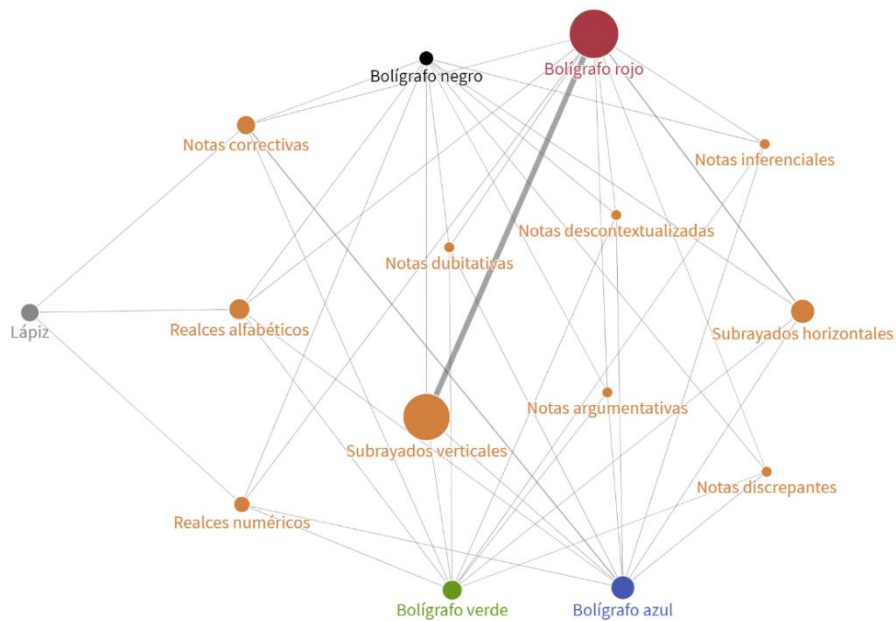 Bolígrafo rojo
Bolígrafo negro
Notas correctivas
Notas inferenciales
Notas descontextualizadas
Notas dubitativas
Lápiz
Realces alfabéticos
Subrayados horizontales
Notas argumentativas
Subrayados verticales
Notas discrepantes
Realces numéricos
Bolígrafo verde
Bolígrafo azul